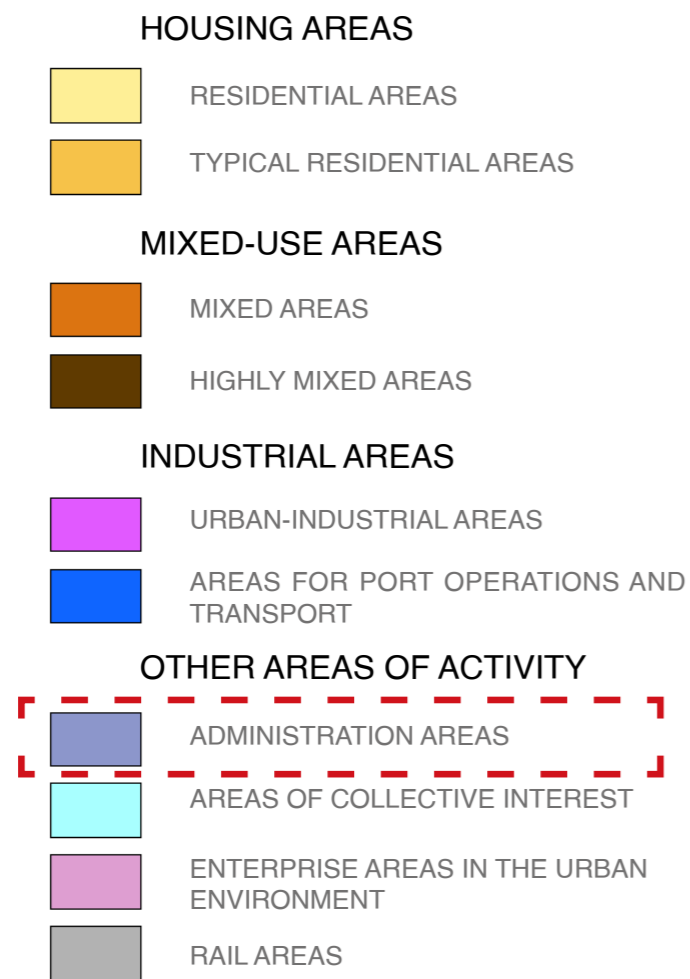 HOUSING AREAS
RESIDENTIAL AREAS
TYPICAL RESIDENTIAL AREAS
MIXED-USE AREAS
MIXED AREAS
HIGHLY MIXED AREAS
INDUSTRIAL AREAS
URBAN-INDUSTRIAL AREAS
AREAS FOR PORT OPERATIONS AND
TRANSPORT
OTHER AREAS OF ACTIVITY
ADMINISTRATION AREAS
AREAS OF COLLECTIVE INTEREST
ENTERPRISE AREAS IN THE URBAN
ENVIRONMENT
RAIL AREAS